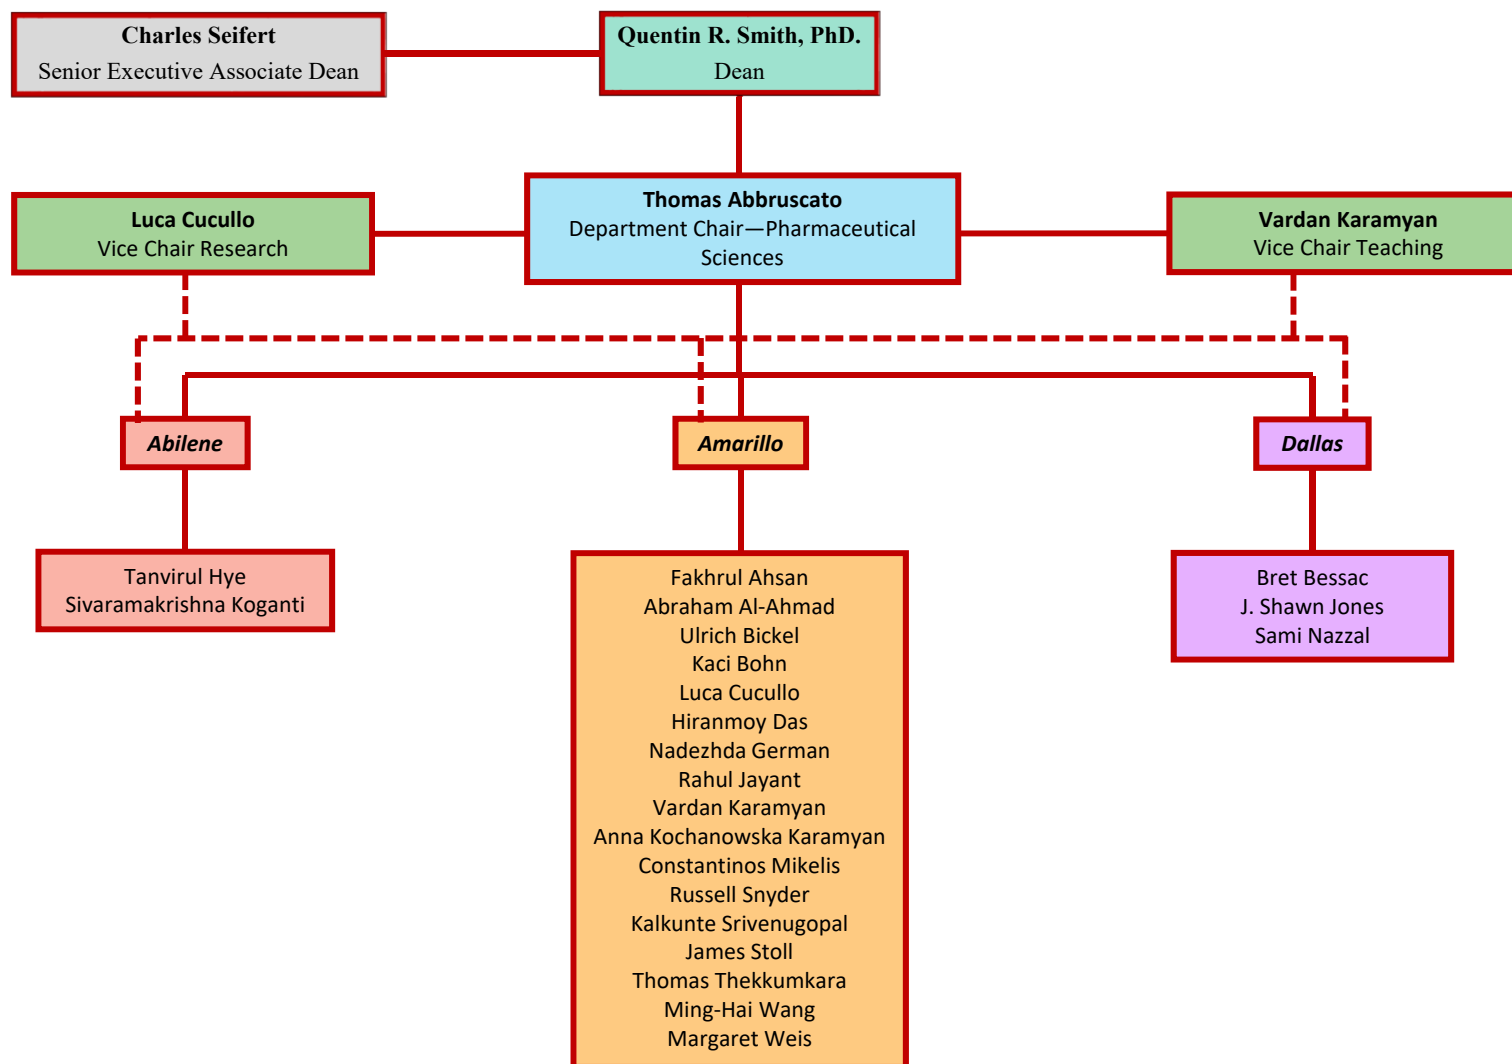 Charles Seifert
Senior Executive Associate Dean
Quentin R. Smith, PhD.
Dean
Luca Cucullo
Vice Chair Research
Thomas Abbruscato
Department Chair—Pharmaceutical
Sciences
Vardan Karamyan
Vice Chair Teaching
Abilene
Amarillo
Dallas
Tanvirul Hye
Sivaramakrishna Koganti
Fakhrul Ahsan
Abraham Al-Ahmad
Ulrich Bickel
Kaci Bohn
Luca Cucullo
Hiranmoy Das
Nadezhda German
Rahul Jayant
Vardan Karamyan
Anna Kochanowska Karamyan
Constantinos Mikelis
Russell Snyder
Kalkunte Srivenugopal
James Stoll
Thomas Thekkumkara
Ming-Hai Wang
Margaret Weis
Bret Bessac
J. Shawn Jones
Sami Nazzal